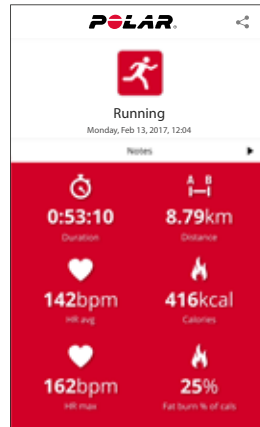 POLAR.
Running
Monday, Feb 13, 2017, 12:04
Notes
A B
0:53:10 8.79km
Duration Distance
142bpm 416kcal
HR avg Calories
162bpm 25%
HR max Fat burn % of cals